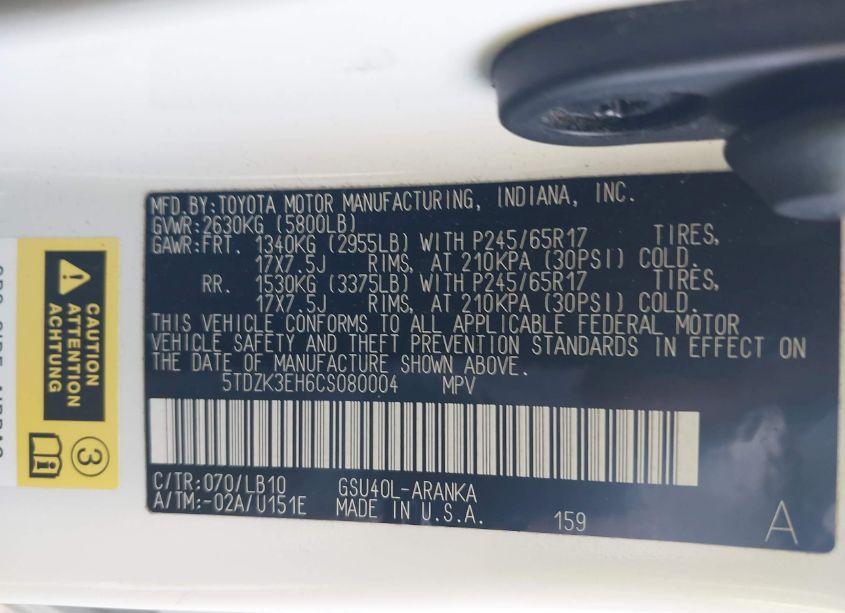 MFD.BY:TOYOTA MOTOR MANUFACTURING, INDIANA, INC.
GVWR:2630KG (5800LB)
GAWR:FRT. 1340KG (2955LB) WITH P245/65R17 TIRES,
17X7.5J RIMS, AT 210KPA (30PSI) COLD.
RR. 1530KG (3375LB) WITH P245/65R17 TIRES,
17X7.5J RIMS, AT 210KPA (30PSI) COLD.
THIS VEHICLE CONFORMS TO ALL APPLICABLE FEDERAL MOTOR
VEHICLE SAFETY AND THEFT PREVENTION STANDARDS IN EFFECT ON
THE DATE OF MANUFACTURE SHOWN ABOVE.
5TDZK3EH6CS080004 MPV
C/TR:070/LB10 GSU40L-ARANKA
A/TM:-02A/U151E MADE IN U.S.A. 159 A
CAUTION
ATTENTION
ACHTUNG
3